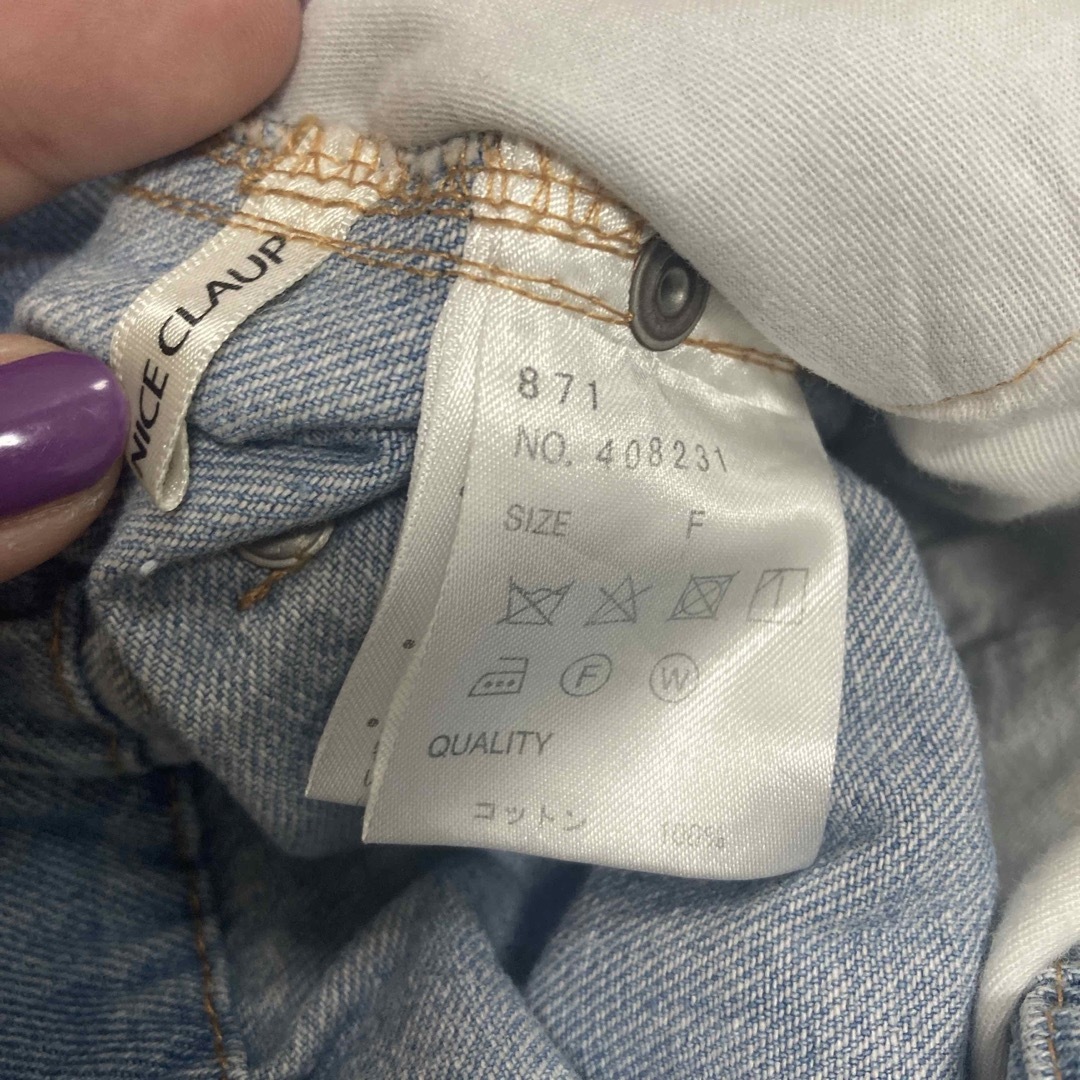 NICE CLAUP
871
NO. 408231
SIZE F
F W
QUALITY
コットン 100%